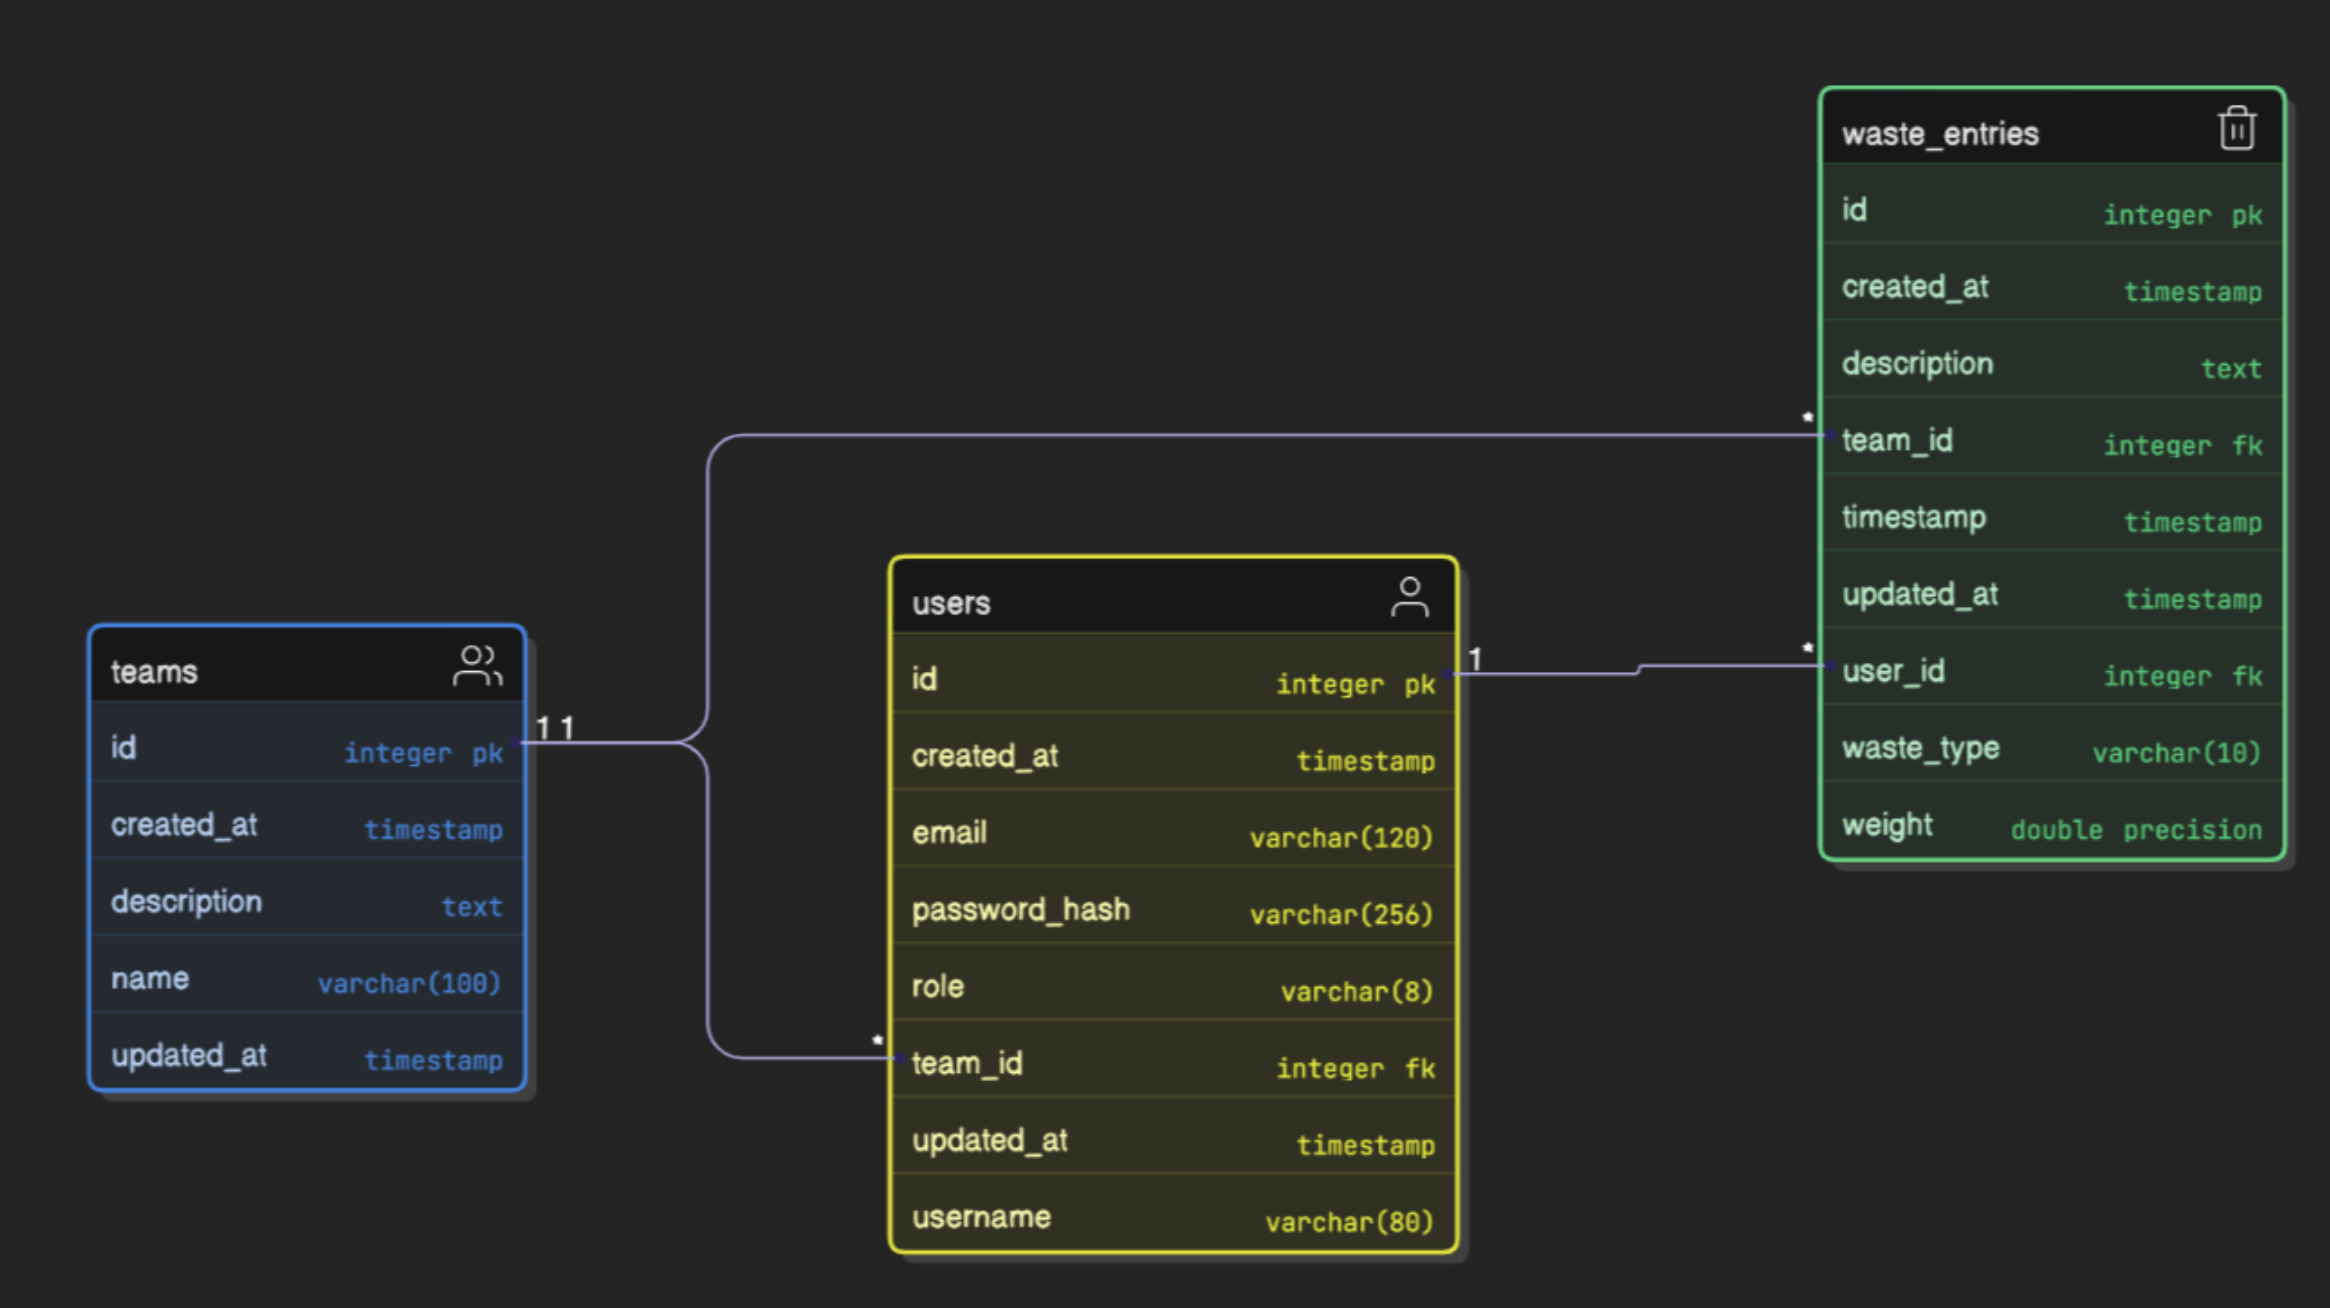 teams
id integer pk
created_at timestamp
description text
name varchar(100)
updated_at timestamp
1 1
*
*
users
id integer pk
created_at timestamp
email varchar(120)
password_hash varchar(256)
role varchar(8)
team_id integer fk
updated_at timestamp
username varchar(80)
1
*
waste_entries
id integer pk
created_at timestamp
description text
team_id integer fk
timestamp timestamp
updated_at timestamp
user_id integer fk
waste_type varchar(10)
weight double precision